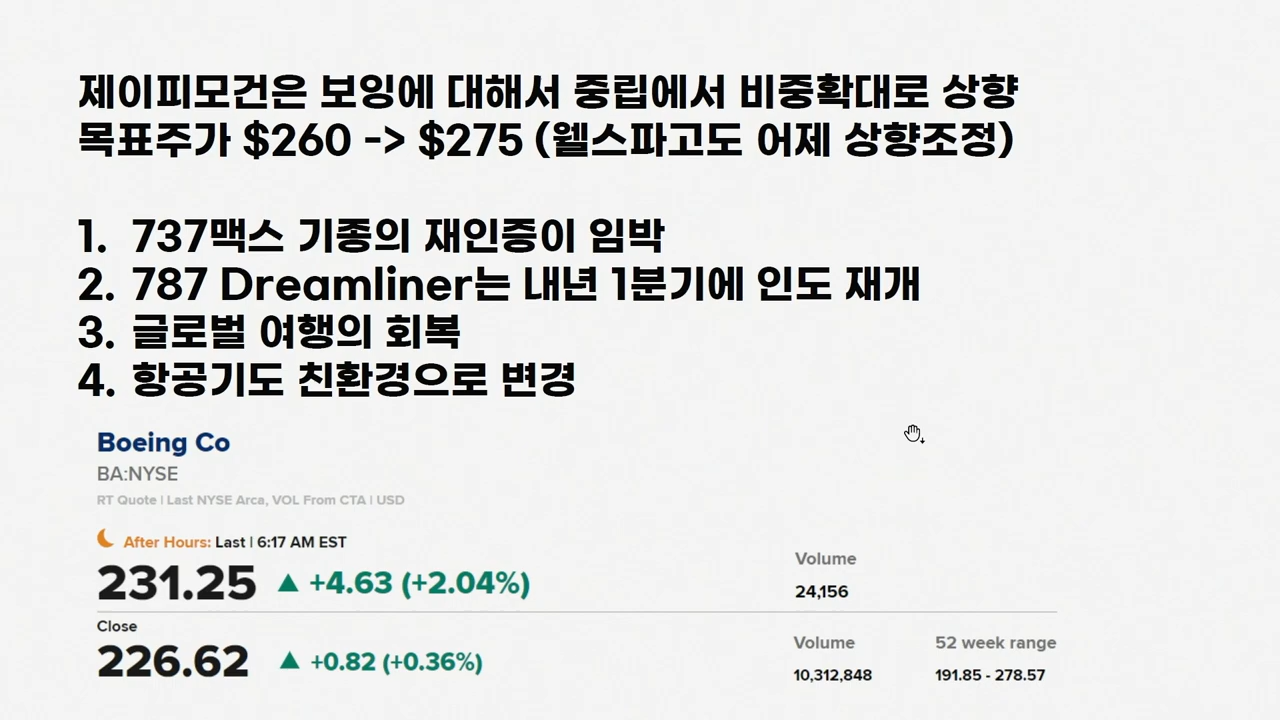 제이피모건은 보잉에 대해서 중립에서 비중확대로 상향
목표주가 $260 -> $275 (웰스파고도 어제 상향조정)
1. 737맥스 기종의 재인증이 임박
2. 787 Dreamliner는 내년 1분기에 인도 재개
3. 글로벌 여행의 회복
4. 항공기도 친환경으로 변경
Boeing Co
BA:NYSE
RT Quote | Last NYSE Arca, VOL From CTA | USD
After Hours: Last | 6:17 AM EST
231.25 ▲ +4.63 (+2.04%)
Volume
24,156
Close
226.62 ▲ +0.82 (+0.36%)
Volume
10,312,848
52 week range
191.85 - 278.57